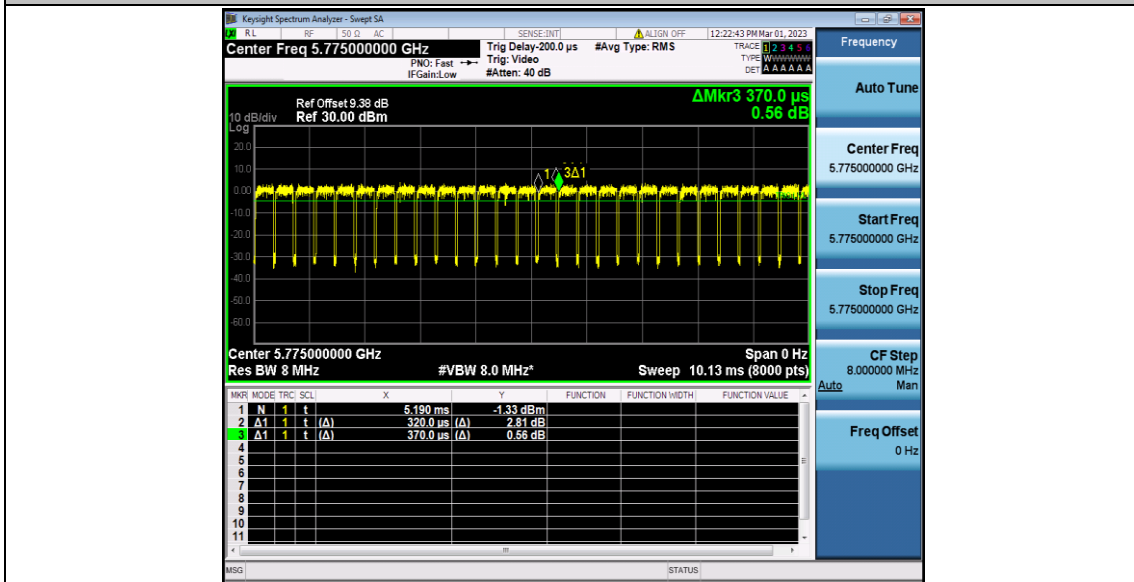 Keysight Spectrum Analyzer - Swept SA
RL RF 50 Ω AC SENSE:INT ALIGN OFF 12:22:43 PM Mar 01, 2023
Center Freq 5.775000000 GHz
PNO: Fast
IFGain:Low
Trig Delay-200.0 µs
Trig: Video
#Atten: 40 dB
#Avg Type: RMS
TRACE 1 2 3 4 5 6
TYPE WWWWWW
DET A A A A A A
Frequency
Auto Tune
Center Freq
5.775000000 GHz
Start Freq
5.775000000 GHz
Stop Freq
5.775000000 GHz
CF Step
8.000000 MHz
Auto Man
Freq Offset
0 Hz
ΔMkr3 370.0 µs
0.56 dB
Ref Offset 9.38 dB
10 dB/div Ref 30.00 dBm
Log
20.0
10.0
0.00
-10.0
-20.0
-30.0
-40.0
-50.0
-60.0
1
3Δ1
Center 5.775000000 GHz Span 0 Hz
Res BW 8 MHz #VBW 8.0 MHz* Sweep 10.13 ms (8000 pts)
MKR MODE TRC SCL X Y FUNCTION FUNCTION WIDTH FUNCTION VALUE
1 N 1 t 5.190 ms -1.33 dBm
2 Δ1 1 t (Δ) 320.0 µs (Δ) 2.81 dB
3 Δ1 1 t (Δ) 370.0 µs (Δ) 0.56 dB
4
5
6
7
8
9
10
11
MSG STATUS